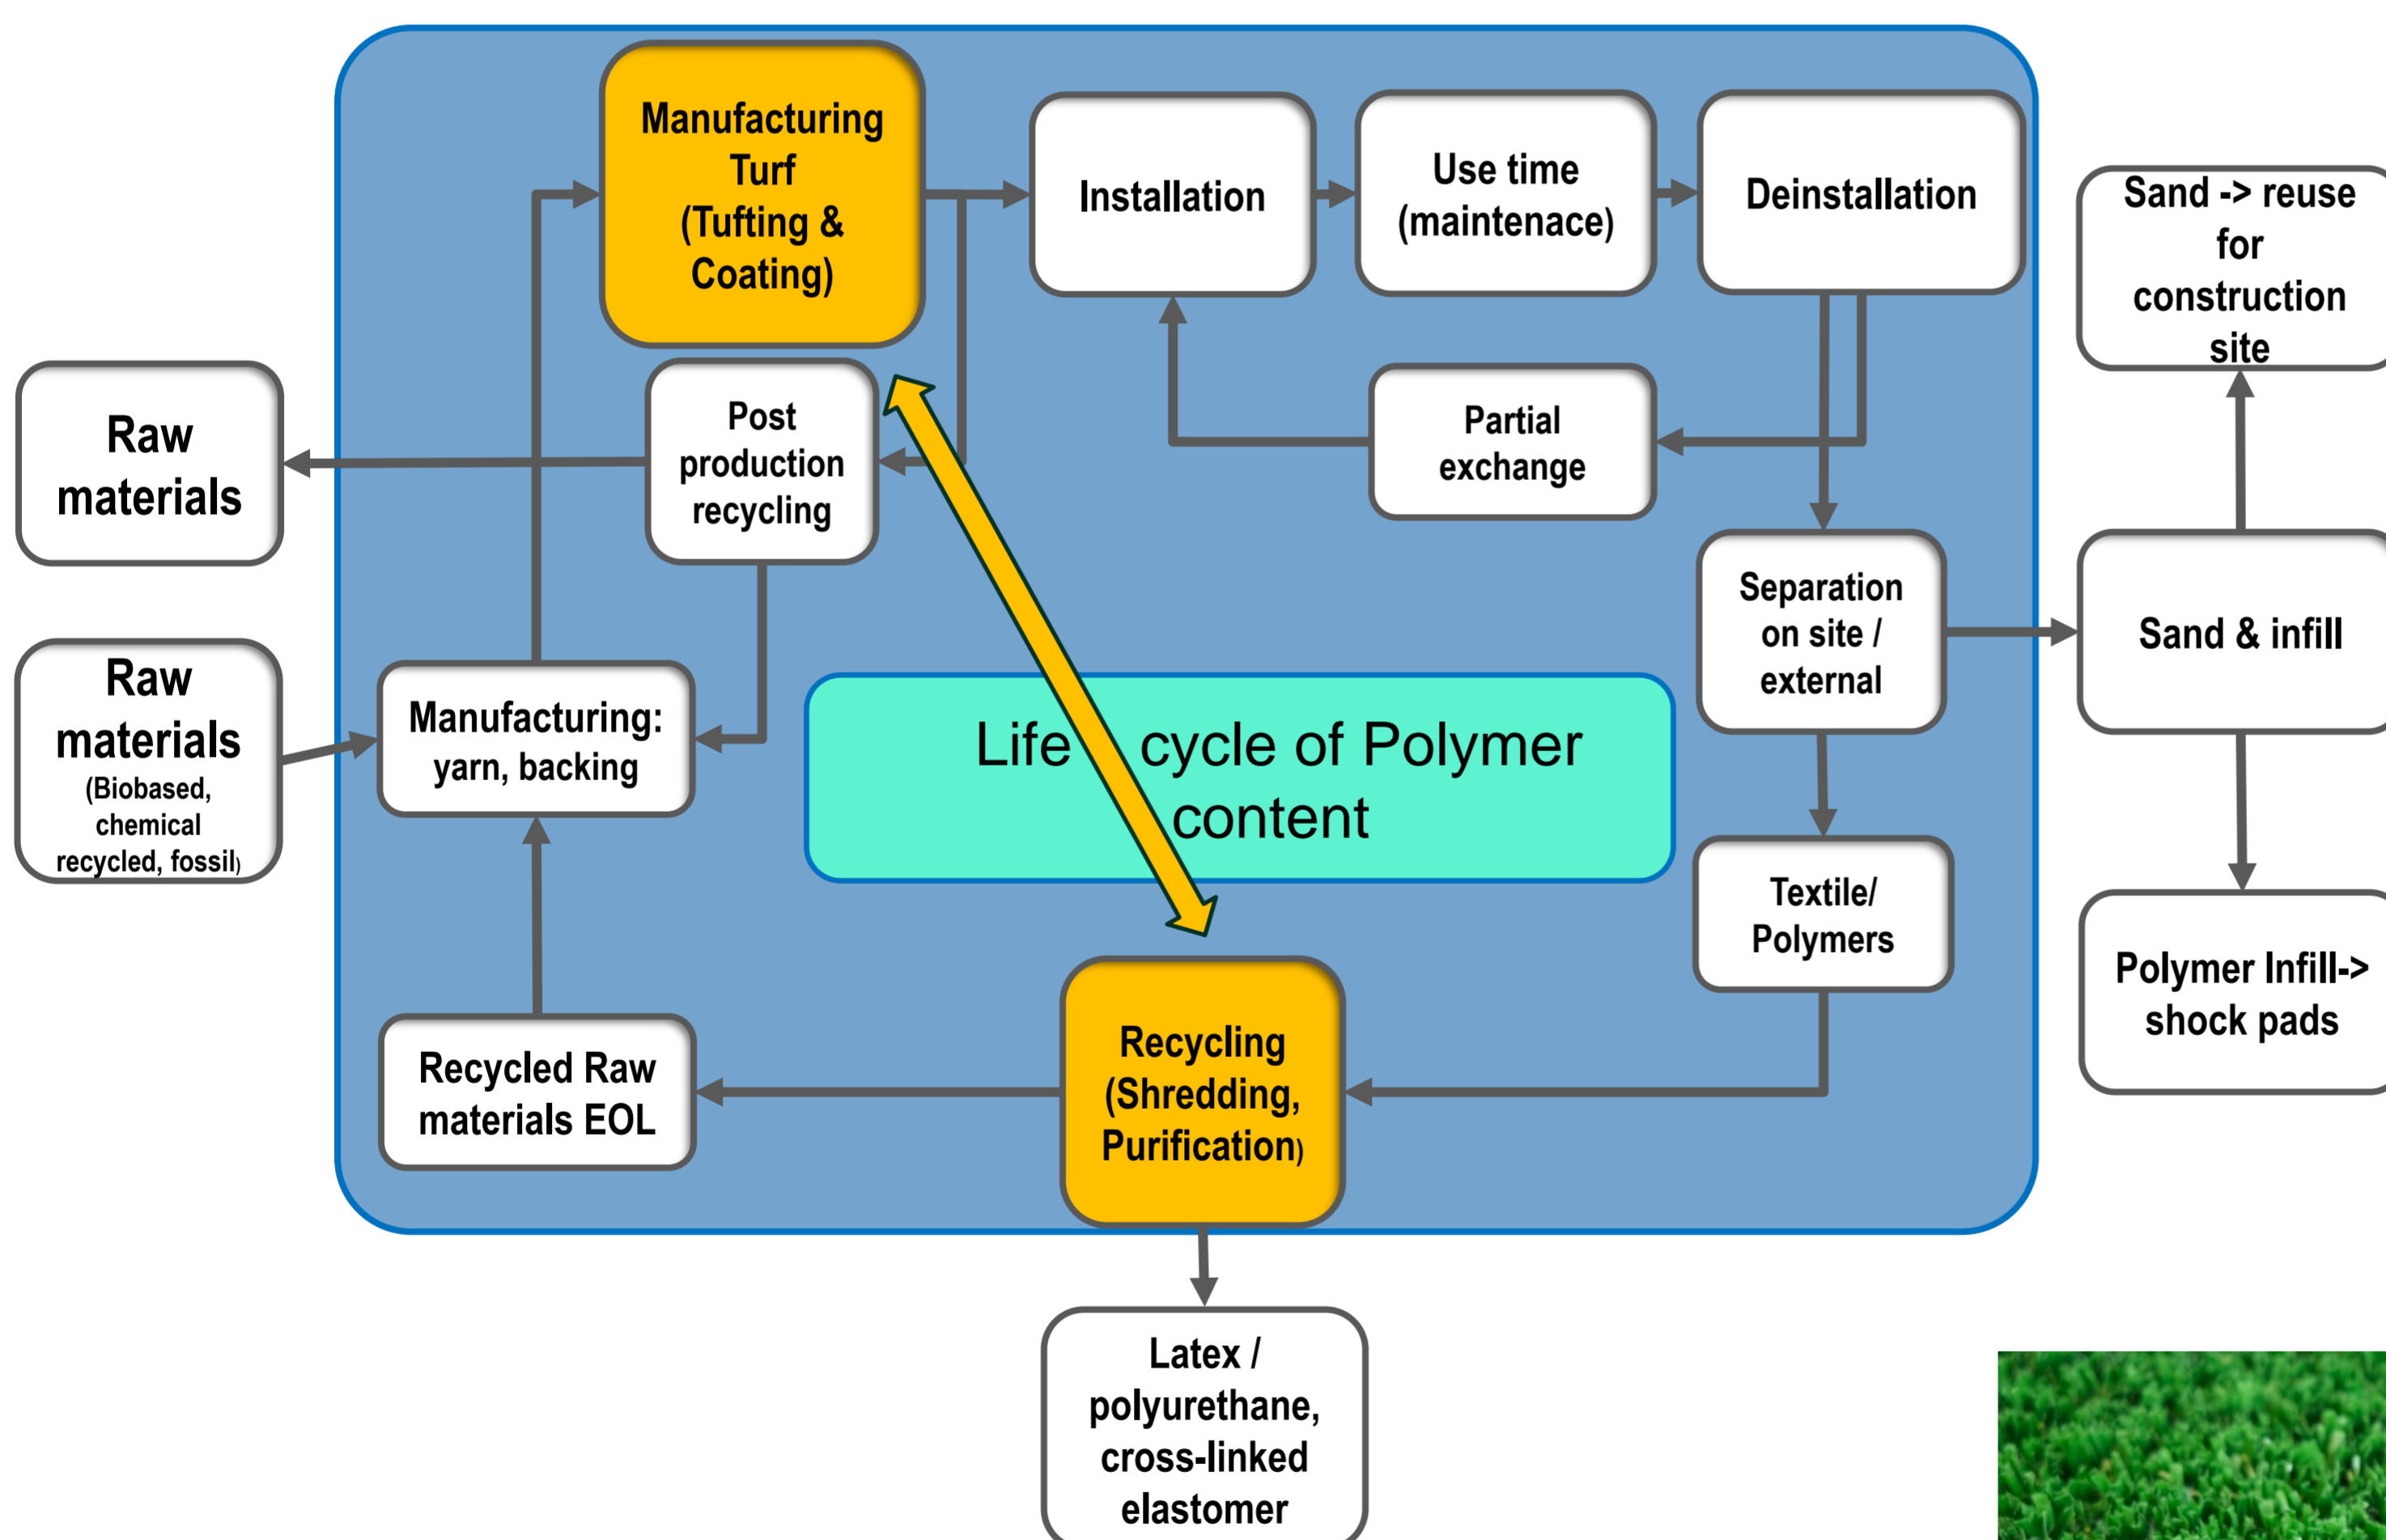 Manufacturing
Turf
(Tufting &
Coating)
Installation
Use time
(maintenace)
Deinstallation
Sand -> reuse
for
construction
site
Raw
materials
Post
production
recycling
Partial
exchange
Separation
on site /
external
Sand & infill
Raw
materials
(Biobased,
chemical
recycled, fossil)
Manufacturing:
yarn, backing
Life cycle of Polymer
content
Textile/
Polymers
Polymer Infill->
shock pads
Recycled Raw
materials EOL
Recycling
(Shredding,
Purification)
Latex /
polyurethane,
cross-linked
elastomer